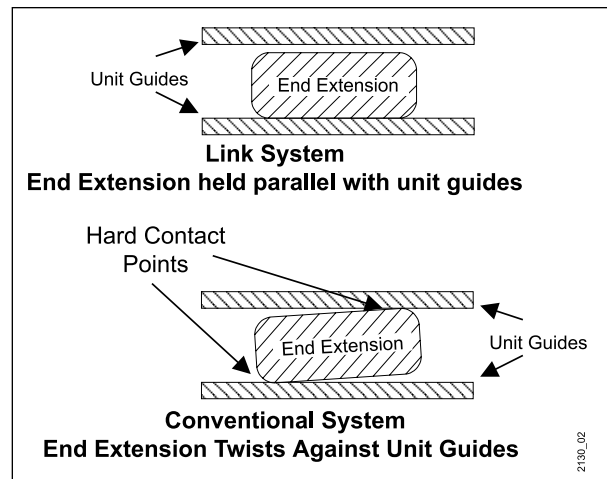 Unit Guides
End Extension
Link System
End Extension held parallel with unit guides
Hard Contact
Points
End Extension
Unit Guides
Conventional System
End Extension Twists Against Unit Guides
2130_02